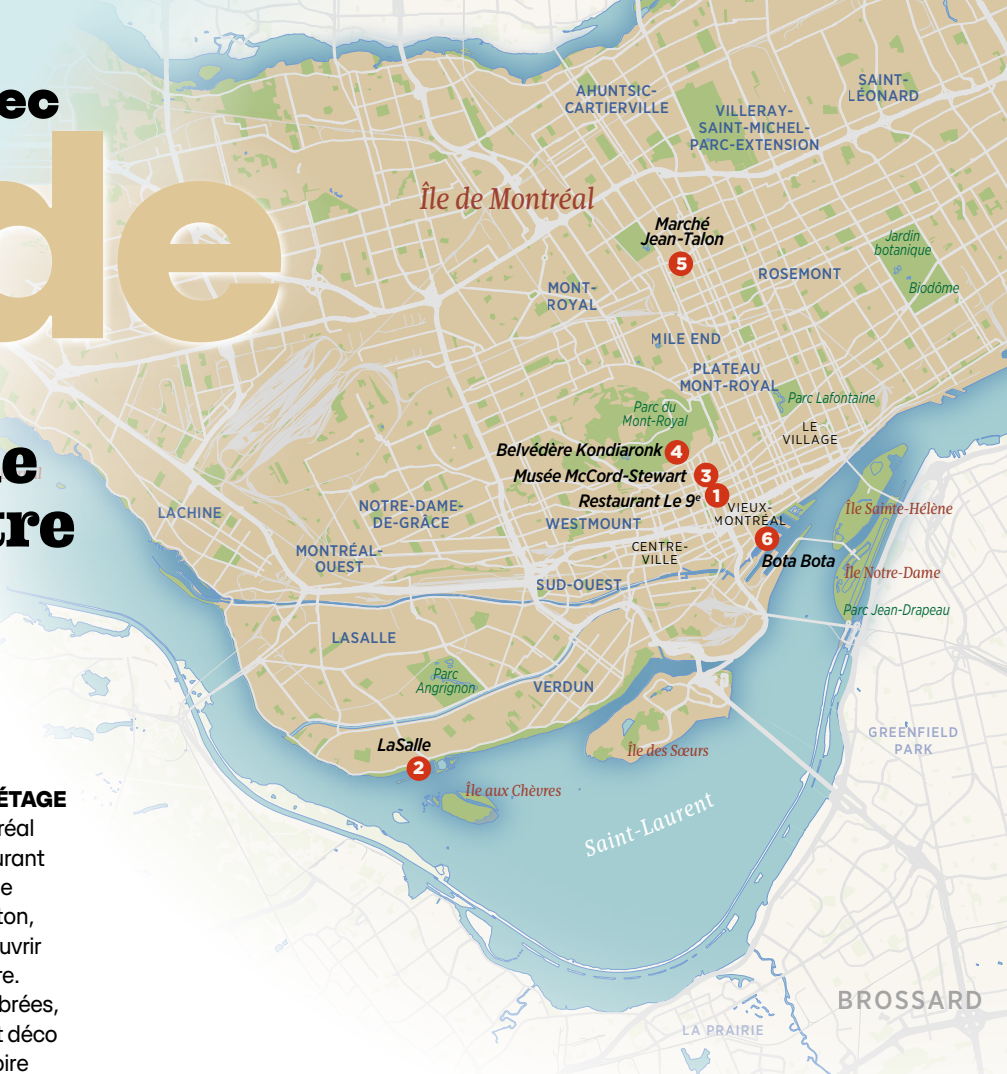 ec
de
e
tre
ÉTAGE
réal
urant
e
ton,
uvrir
re.
brées,
t déco
oire
AHUNTSIC-
CARTIERVILLE
SAINT-
LÉONARD
VILLERAY-
SAINT-MICHEL-
PARC-EXTENSION
Île de Montréal
Marché
Jean-Talon
5
Jardin
botanique
ROSEMONT
Biodôme
MONT-
ROYAL
MILE END
PLATEAU
MONT-ROYAL
Parc Lafontaine
Parc du
Mont-Royal
LE
VILLAGE
Belvédère Kondiaronk 4
Musée McCord-Stewart 3
Restaurant Le 9e 1
VIEUX-
MONTRÉAL
6
Bota Bota
Île Sainte-Hélène
LACHINE
NOTRE-DAME-
DE-GRÂCE
WESTMOUNT
MONTRÉAL-
OUEST
CENTRE-
VILLE
Île Notre-Dame
SUD-OUEST
Parc Jean-Drapeau
LASALLE
Parc
Angrignon
VERDUN
LaSalle
2
Île des Sœurs
GREENFIELD
PARK
Île aux Chèvres
Saint-Laurent
BROSSARD
LA PRAIRIE